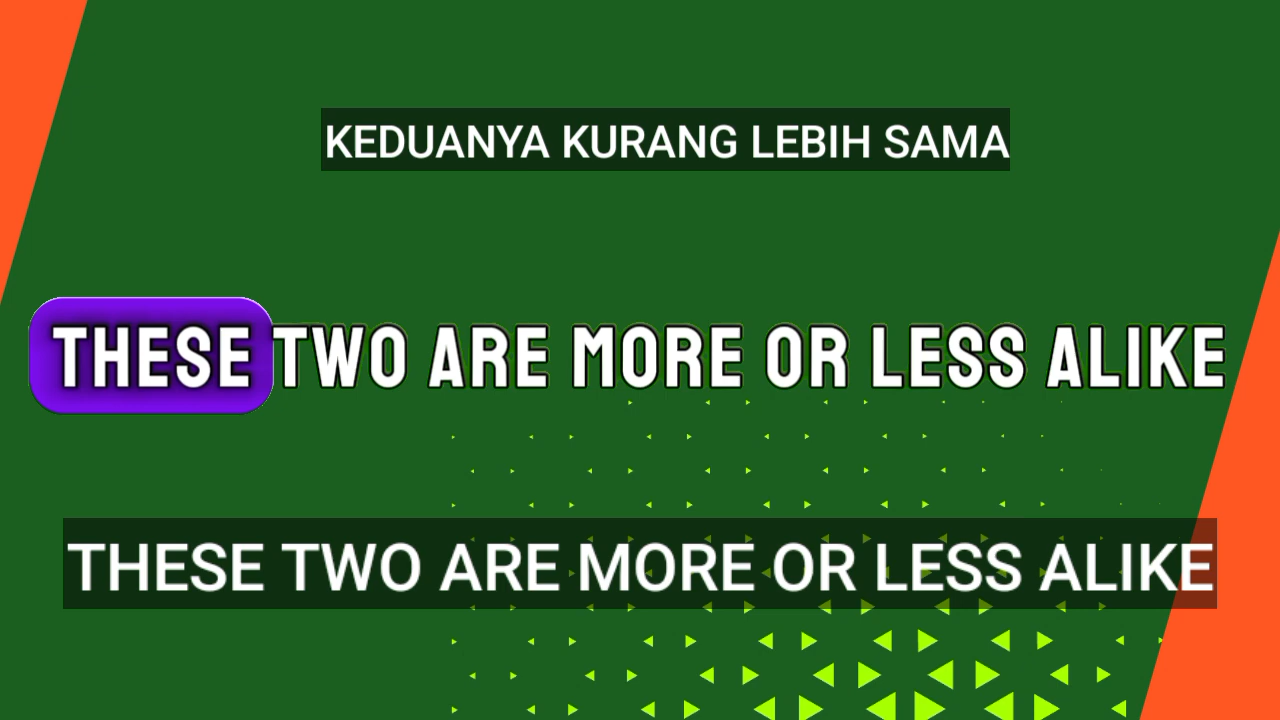 KEDUANYA KURANG LEBIH SAMA
THESE TWO ARE MORE OR LESS ALIKE
THESE TWO ARE MORE OR LESS ALIKE